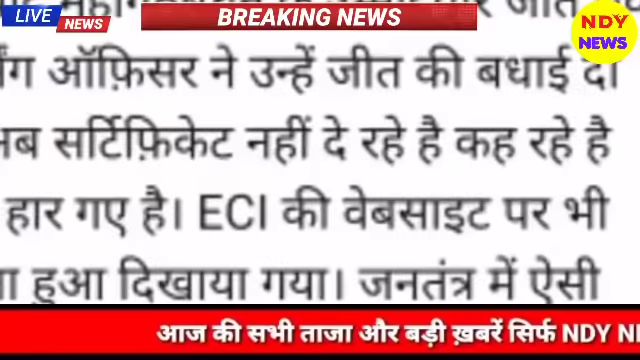 LIVE NEWS
BREAKING NEWS
NDY NEWS
ऑफ़िसर ने उन्हें जीत की बधाई दी
सर्टिफ़िकेट नहीं दे रहे है कह रहे है
हार गए है। ECI की वेबसाइट पर भी
हुआ दिखाया गया। जनतंत्र में ऐसी
आज की सभी ताजा और बड़ी ख़बरें सिर्फ NDY